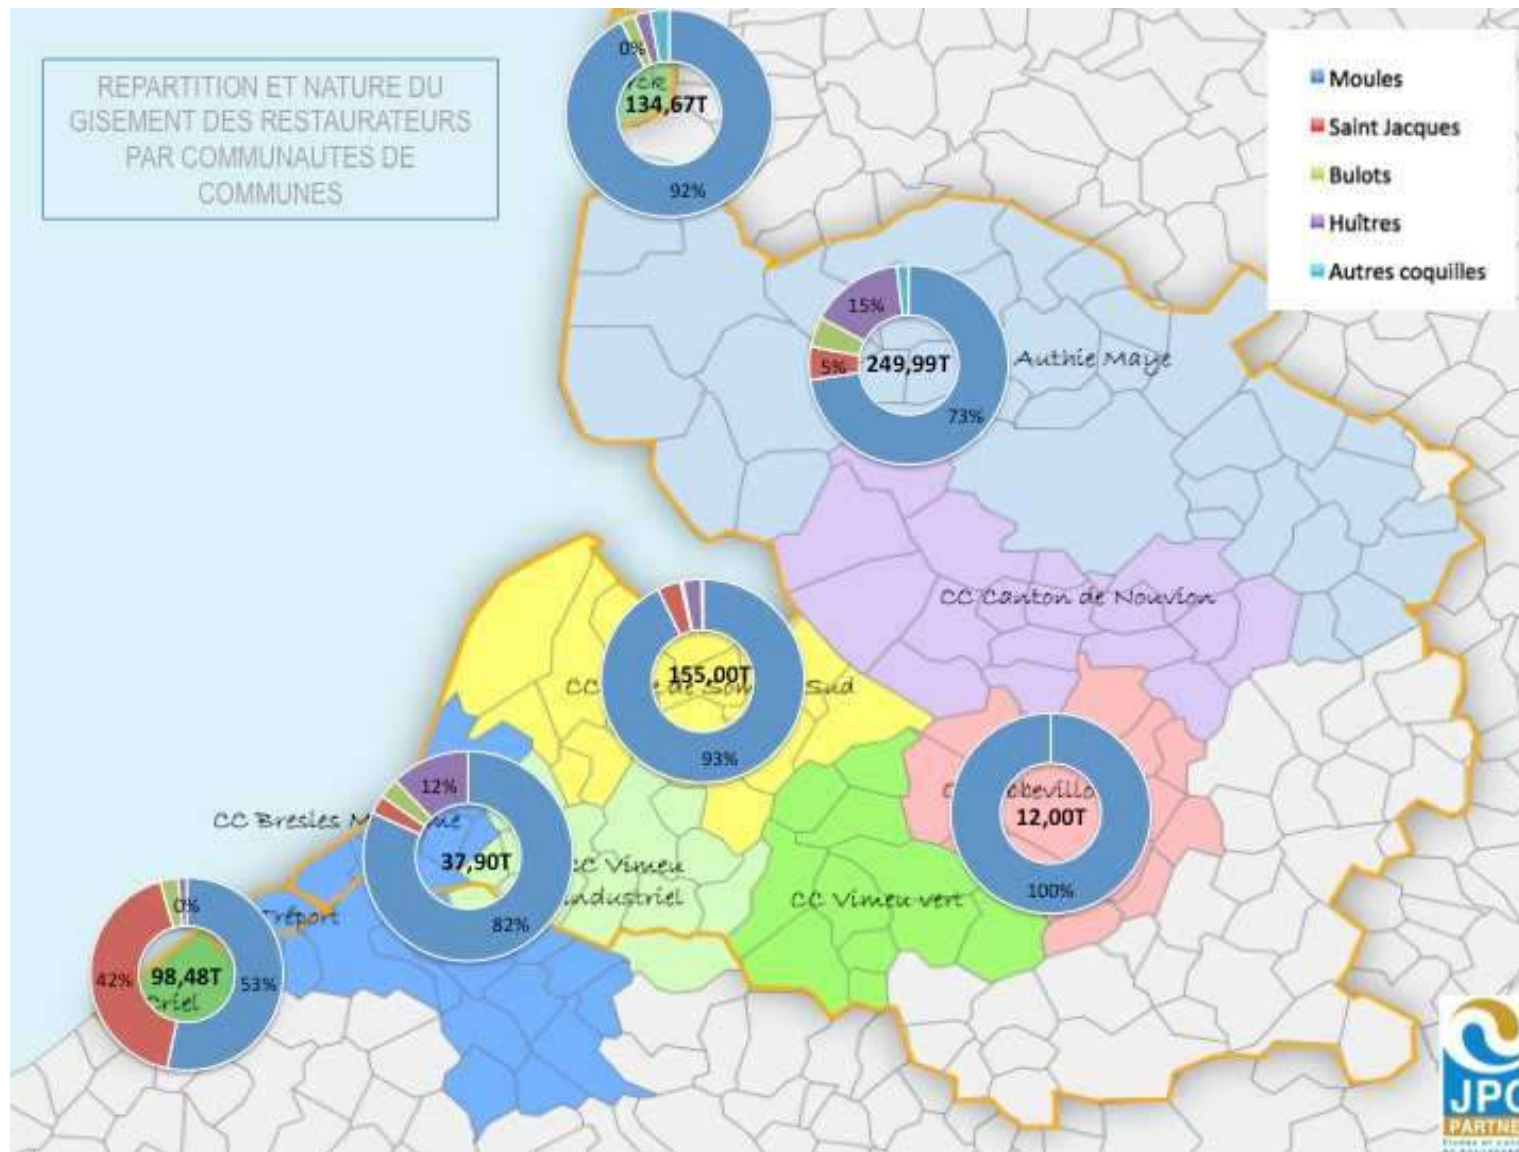 REPARTITION ET NATURE DU
GISEMENT DES RESTAURATEURS
PAR COMMUNAUTES DE
COMMUNES
Moules
Saint Jacques
Bulots
Huîtres
Autres coquilles
0%
134,67T
92%
15%
5%
249,99T
73%
Authie Maye
CC Canton de Nouvion
155,00T
CC de Sud
93%
12,00T
100%
CC Bresles
12%
37,90T
82%
CC Vimeu
industriel
CC Vimeu vert
Tréport
0%
42%
98,48T
53%
Criel
JPC
PARTNE